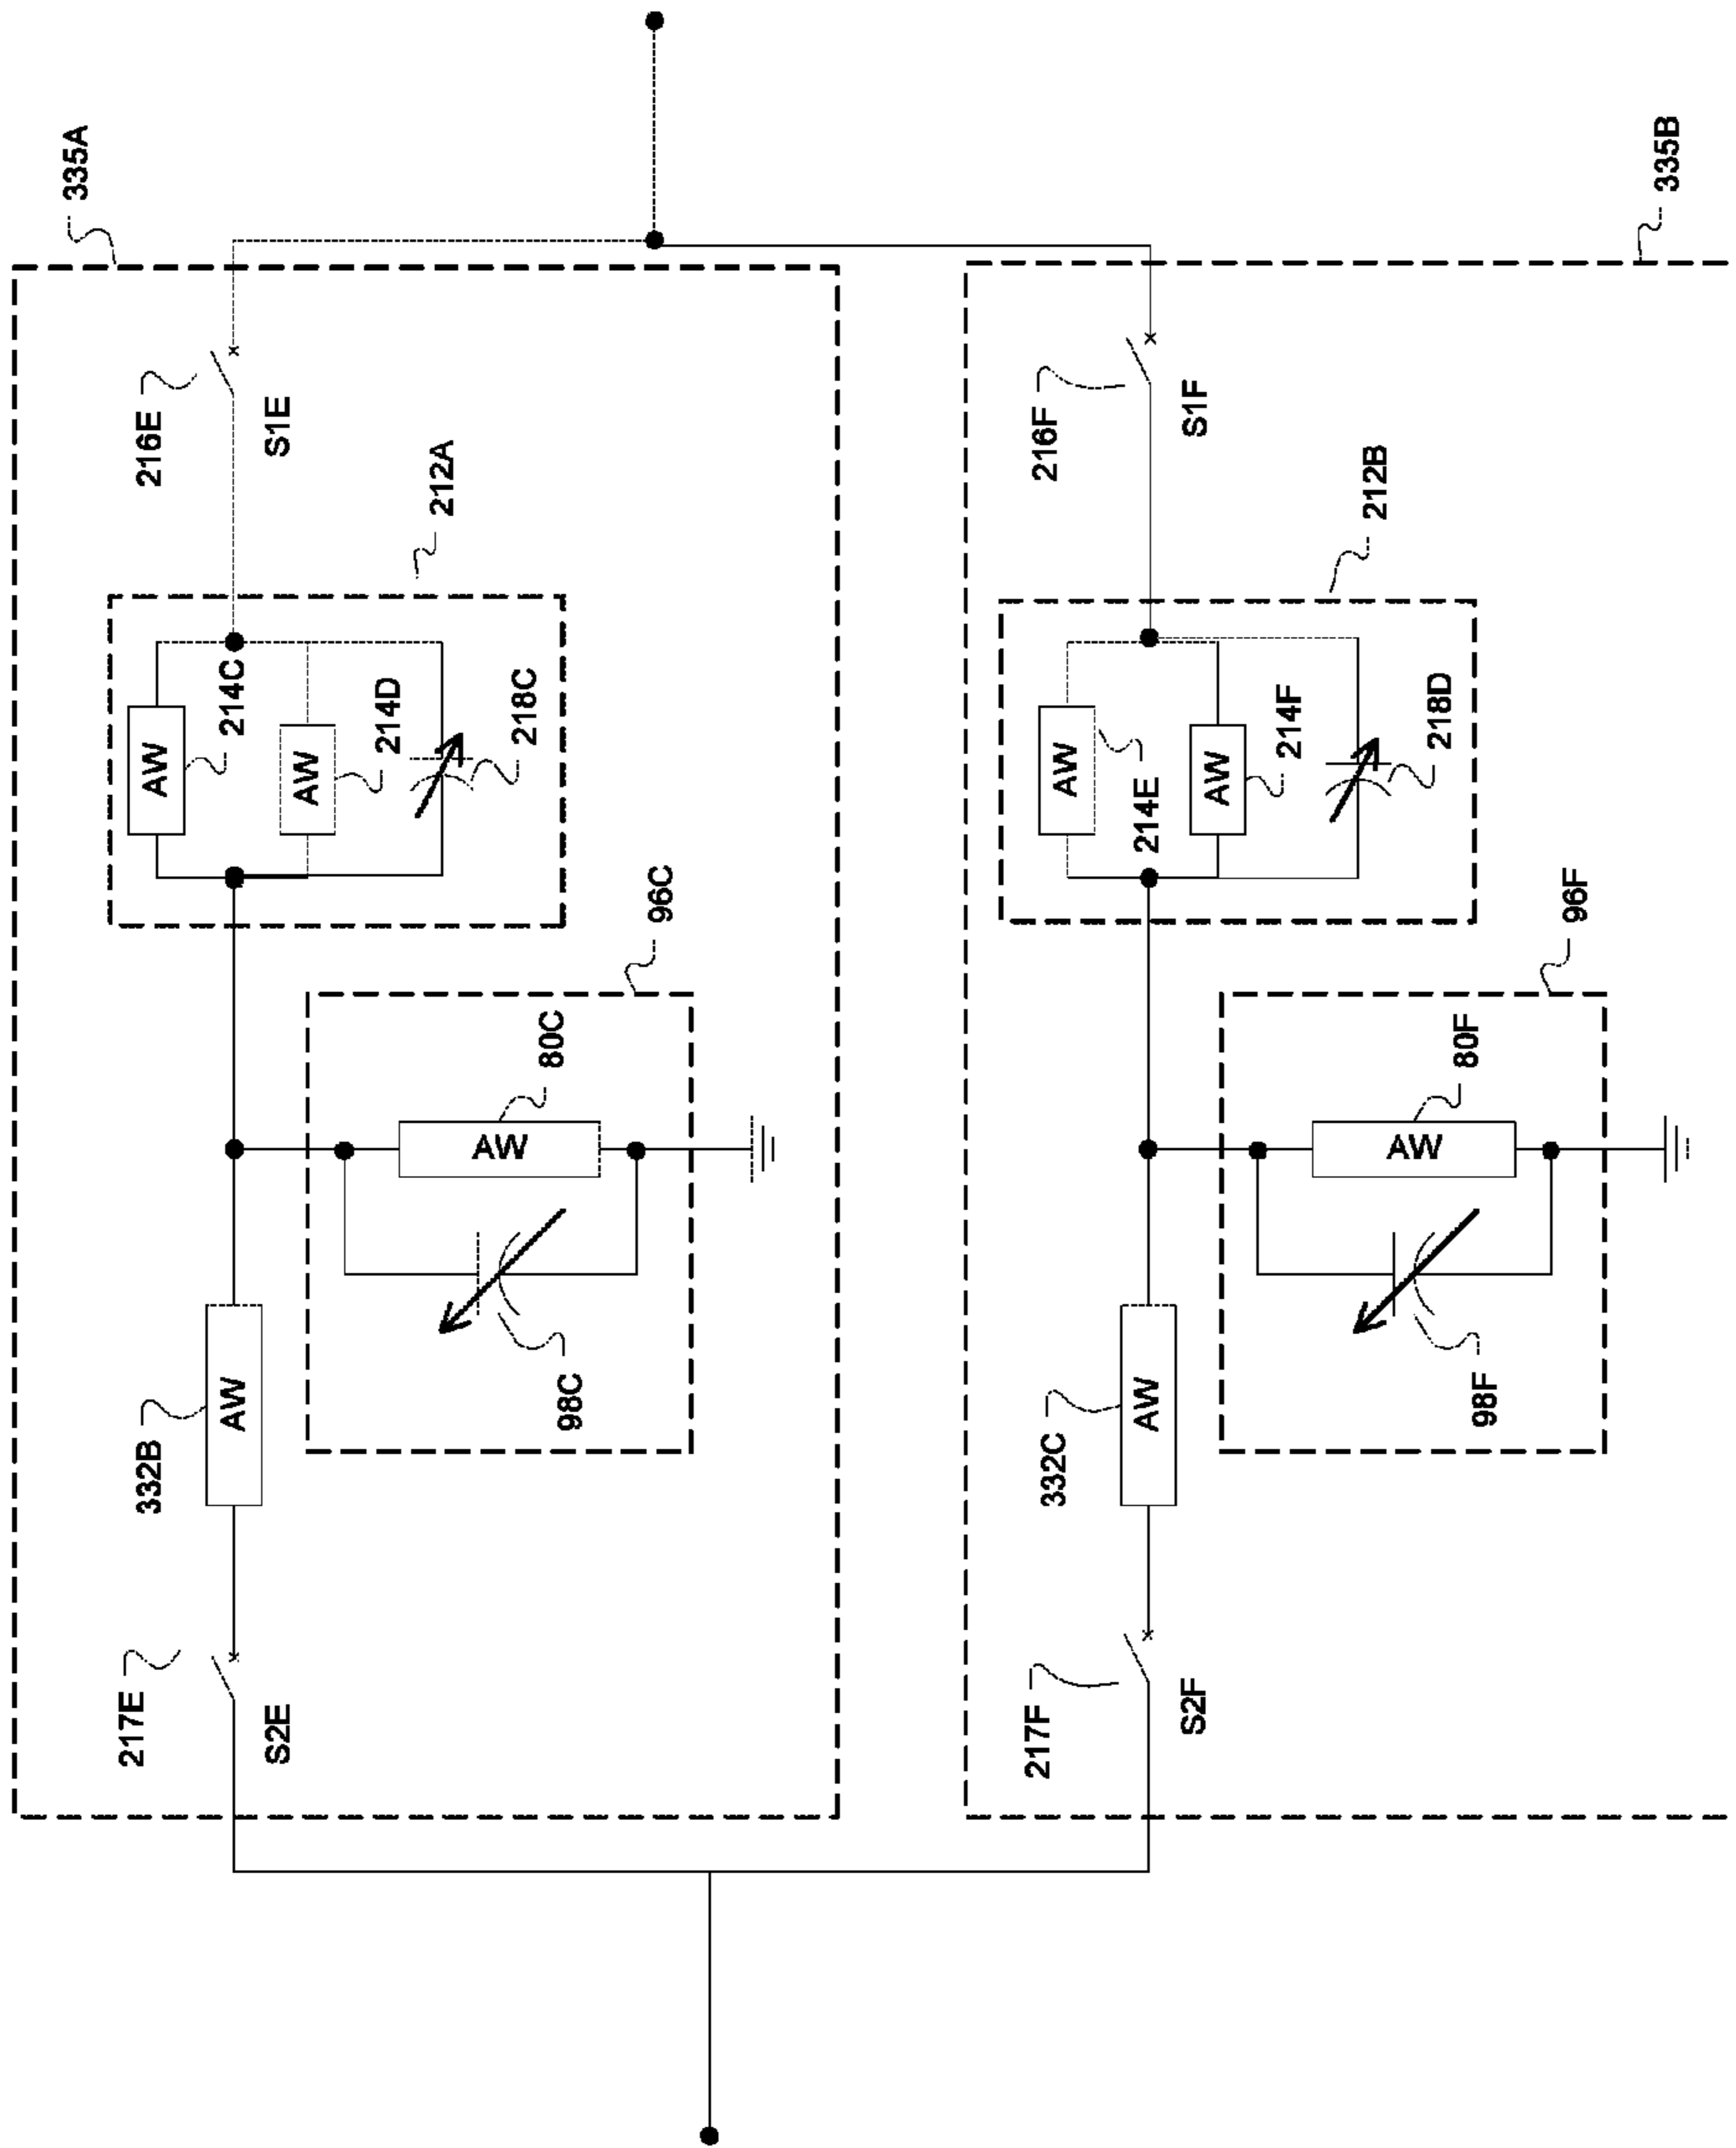 335A
216E
S1E
212A
AW
214C
AW
214D
218C
96C
80C
AW
98C
332B
AW
217E
S2E
335B
216F
S1F
212B
AW
214E
AW
214F
218D
96F
80F
AW
98F
332C
AW
217F
S2F